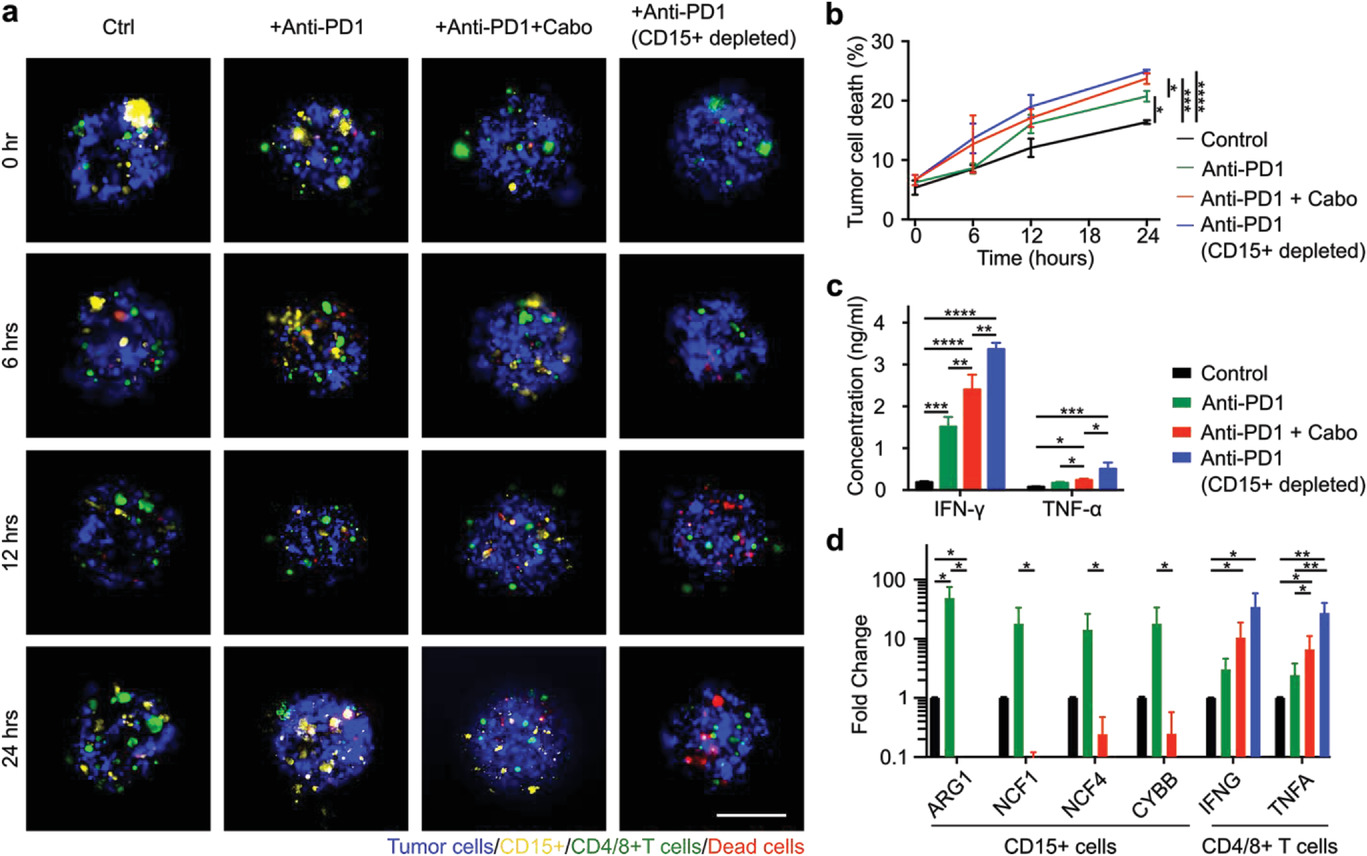 a
Ctrl
+Anti-PD1
+Anti-PD1+Cabo
+Anti-PD1
(CD15+ depleted)
0 hr
6 hrs
12 hrs
24 hrs
Tumor cells/CD15+/CD4/8+T cells/Dead cells
b
Tumor cell death (%)
30
20
10
0
0 6 12 18 24
Time (hours)
* * *** ****
Control
Anti-PD1
Anti-PD1 + Cabo
Anti-PD1
(CD15+ depleted)
c
Concentration (ng/ml)
4
3
2
1
0
****
**
****
**
***
***
*
*
*
IFN-γ TNF-α
Control
Anti-PD1
Anti-PD1 + Cabo
Anti-PD1
(CD15+ depleted)
d
Fold Change
100
10
1
0.1
*
*
*
*
*
*
*
*
**
**
*
*
ARG1 NCF1 NCF4 CYBB IFNG TNFA
CD15+ cells CD4/8+ T cells